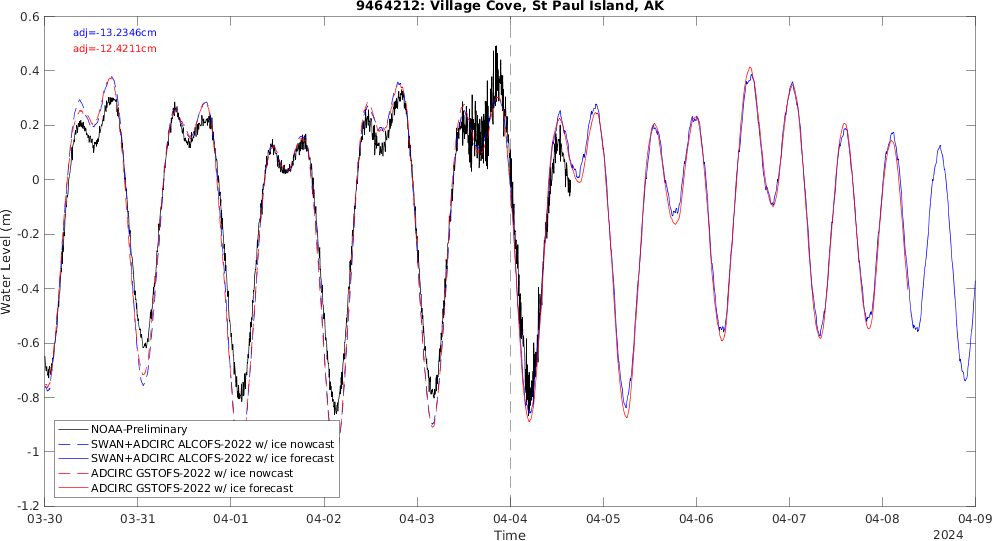 9464212: Village Cove, St Paul Island, AK
adj=-13.2346cm
adj=-12.4211cm
0.6
0.4
0.2
0
-0.2
-0.4
-0.6
-0.8
-1
-1.2
Water Level (m)
NOAA-Preliminary
SWAN+ADCIRC ALCOFS-2022 w/ ice nowcast
SWAN+ADCIRC ALCOFS-2022 w/ ice forecast
ADCIRC GSTOFS-2022 w/ ice nowcast
ADCIRC GSTOFS-2022 w/ ice forecast
03-30 03-31 04-01 04-02 04-03 04-04 04-05 04-06 04-07 04-08 04-09
Time
2024